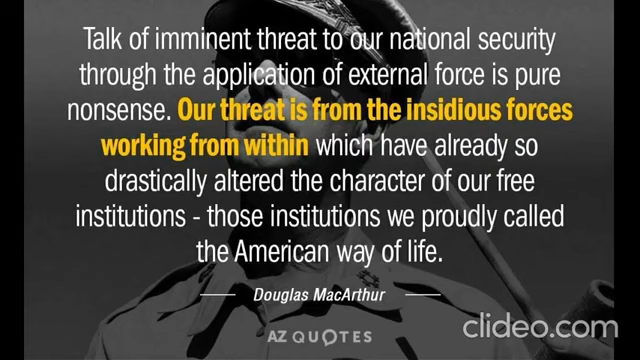 Talk of imminent threat to our national security
through the application of external force is pure
nonsense. Our threat is from the insidious forces
working from within which have already so
drastically altered the character of our free
institutions - those institutions we proudly called
the American way of life.
Douglas MacArthur
AZ QUOTES
clideo.com